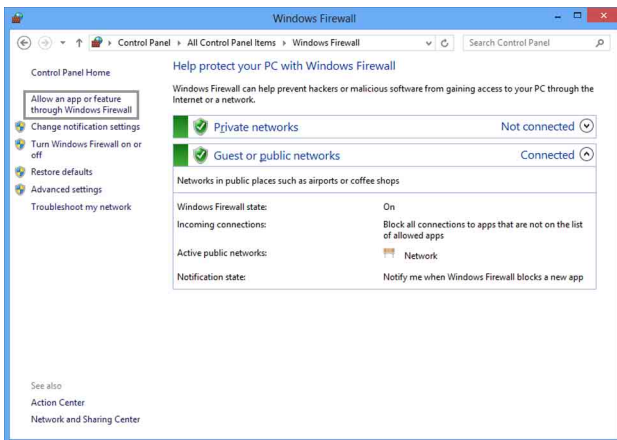 Windows Firewall
Control Panel
All Control Panel Items
Windows Firewall
Search Control Panel
Control Panel Home
Allow an app or feature
through Windows Firewall
Change notification settings
Turn Windows Firewall on or
off
Restore defaults
Advanced settings
Troubleshoot my network
See also
Action Center
Network and Sharing Center
Help protect your PC with Windows Firewall
Windows Firewall can help prevent hackers or malicious software from gaining access to your PC through the
Internet or a network.
Private networks
Not connected
Guest or public networks
Connected
Networks in public places such as airports or coffee shops
Windows Firewall state:
On
Incoming connections:
Block all connections to apps that are not on the list
of allowed apps
Active public networks:
Network
Notification state:
Notify me when Windows Firewall blocks a new app